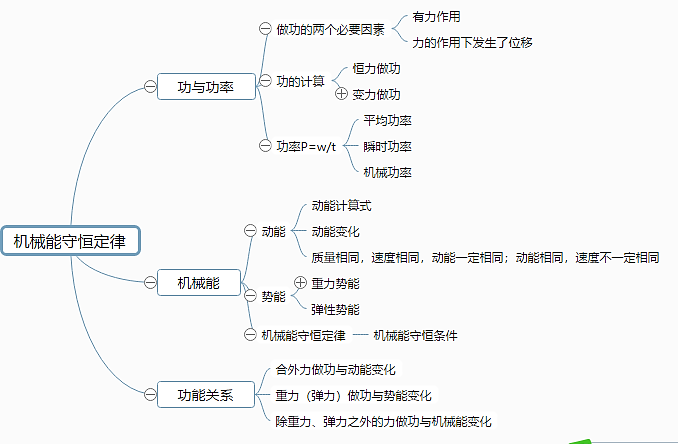 做功的两个必要因素
有力作用
力的作用下发生了位移
功与功率
功的计算
恒力做功
变力做功
功率P=w/t
平均功率
瞬时功率
机械功率
机械能守恒定律
机械能
动能
动能计算式
动能变化
质量相同，速度相同，动能一定相同；动能相同，速度不一定相同
势能
重力势能
弹性势能
机械能守恒定律
机械能守恒条件
功能关系
合外力做功与动能变化
重力（弹力）做功与势能变化
除重力、弹力之外的力做功与机械能变化